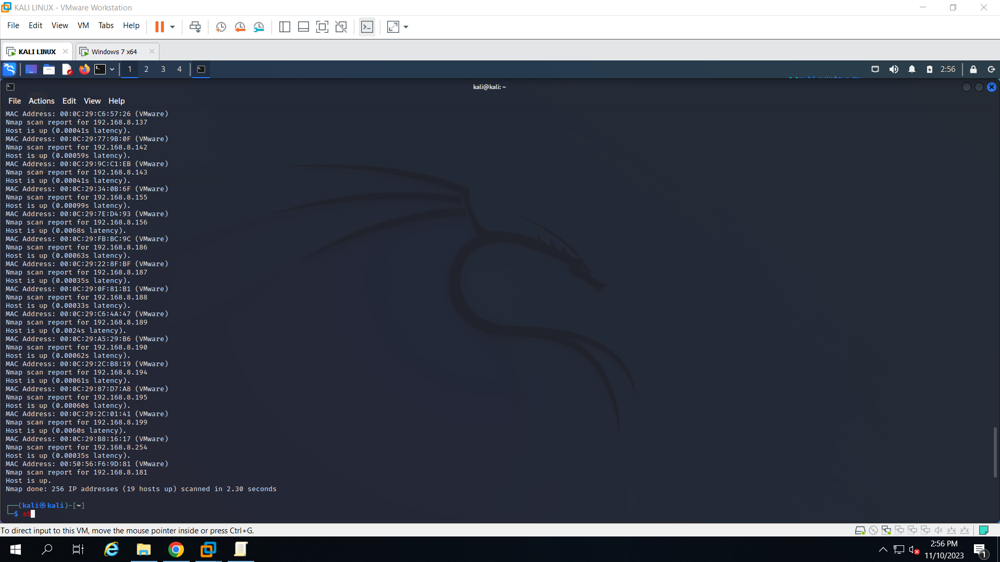 KALI LINUX - VMware Workstation
File Edit View VM Tabs Help
KALI LINUX Windows 7 x64
1 2 3 4 2:56
kali@kali: ~
File Actions Edit View Help
MAC Address: 00:0C:29:C6:57:26 (VMware)
Nmap scan report for 192.168.8.137
Host is up (0.00041s latency).
MAC Address: 00:0C:29:77:9B:0F (VMware)
Nmap scan report for 192.168.8.142
Host is up (0.00059s latency).
MAC Address: 00:0C:29:9C:C1:EB (VMware)
Nmap scan report for 192.168.8.143
Host is up (0.00041s latency).
MAC Address: 00:0C:29:34:0B:6F (VMware)
Nmap scan report for 192.168.8.155
Host is up (0.00099s latency).
MAC Address: 00:0C:29:7E:D4:93 (VMware)
Nmap scan report for 192.168.8.156
Host is up (0.0068s latency).
MAC Address: 00:0C:29:FB:BC:9C (VMware)
Nmap scan report for 192.168.8.186
Host is up (0.00063s latency).
MAC Address: 00:0C:29:22:8F:BF (VMware)
Nmap scan report for 192.168.8.187
Host is up (0.00035s latency).
MAC Address: 00:0C:29:0F:81:B1 (VMware)
Nmap scan report for 192.168.8.188
Host is up (0.00033s latency).
MAC Address: 00:0C:29:C6:4A:47 (VMware)
Nmap scan report for 192.168.8.189
Host is up (0.0024s latency).
MAC Address: 00:0C:29:A5:29:B6 (VMware)
Nmap scan report for 192.168.8.190
Host is up (0.00062s latency).
MAC Address: 00:0C:29:2C:B8:19 (VMware)
Nmap scan report for 192.168.8.194
Host is up (0.00061s latency).
MAC Address: 00:0C:29:87:D7:A8 (VMware)
Nmap scan report for 192.168.8.195
Host is up (0.00060s latency).
MAC Address: 00:0C:29:2C:01:41 (VMware)
Nmap scan report for 192.168.8.199
Host is up (0.0060s latency).
MAC Address: 00:0C:29:B8:16:17 (VMware)
Nmap scan report for 192.168.8.254
Host is up (0.00035s latency).
MAC Address: 00:50:56:F6:9D:81 (VMware)
Nmap scan report for 192.168.8.181
Host is up.
Nmap done: 256 IP addresses (19 hosts up) scanned in 2.30 seconds
┌──(kali㉿kali)-[~]
└─$ sS
To direct input to this VM, move the mouse pointer inside or press Ctrl+G.
2:56 PM
11/10/2023
1